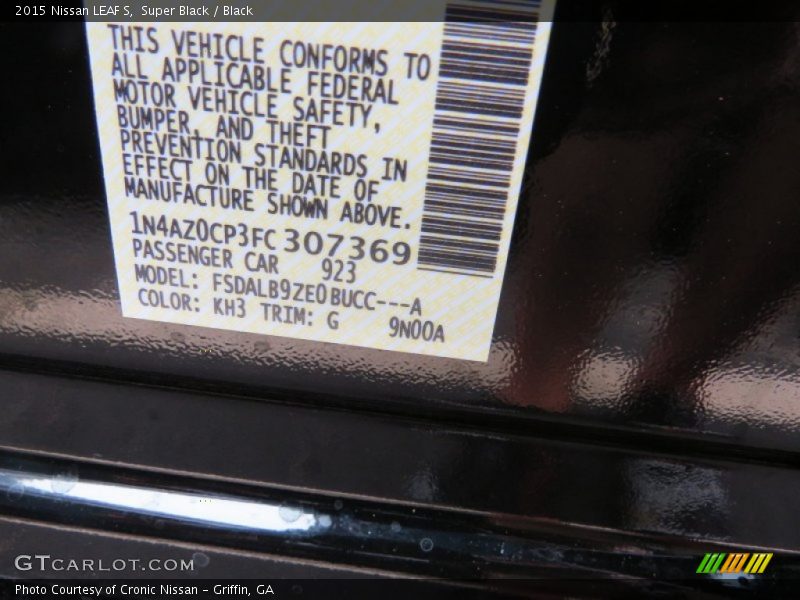 2015 Nissan LEAF S,  Super Black / Black
THIS VEHICLE CONFORMS TO
ALL APPLICABLE FEDERAL
MOTOR VEHICLE SAFETY,
BUMPER, AND THEFT
PREVENTION STANDARDS IN
EFFECT ON THE DATE OF
MANUFACTURE SHOWN ABOVE.
1N4AZ0CP3FC307369
PASSENGER CAR 923
MODEL: FSDALB9ZE0BUCC---A
COLOR: KH3 TRIM: G 9N00A
GTCARLOT.COM
Photo Courtesy of Cronic Nissan - Griffin, GA